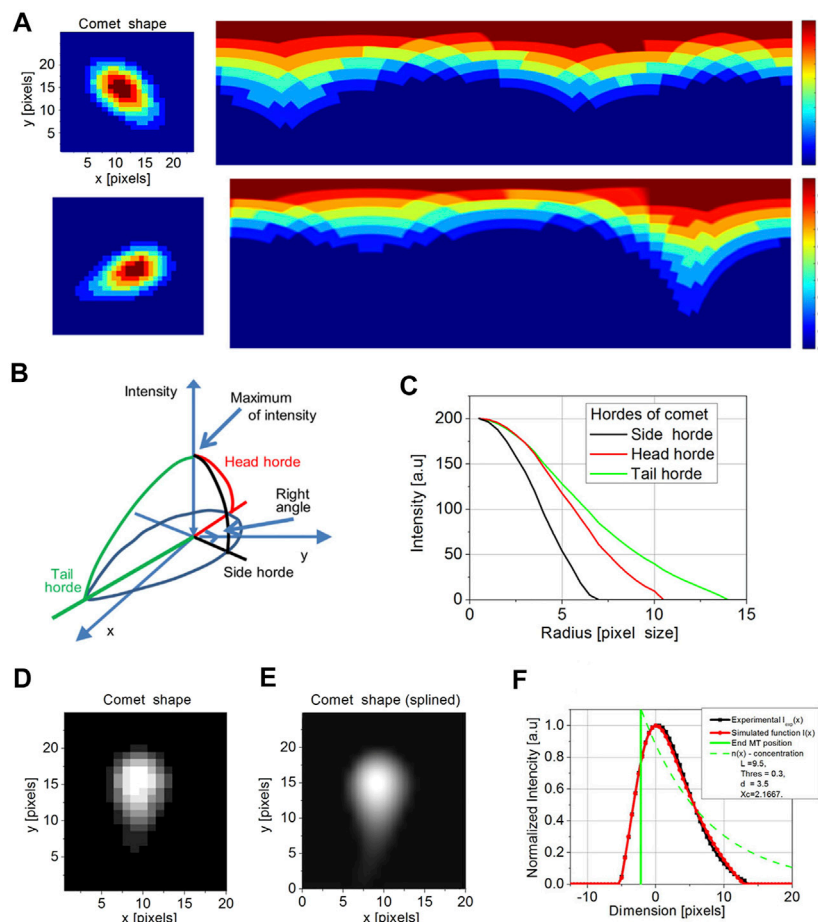 A
Comet shape
y [pixels]
25
20
15
10
5
5 10 15 20
x [pixels]
B
Intensity
Maximum
of intensity
Head horde
Right
angle
y
Side horde
Tail
horde
x
C
Intensity [a.u]
200
150
100
50
0
0 5 10 15
Radius [pixel size]
Hordes of comet
Side horde
Head horde
Tail horde
D
Comet shape
y [pixels]
25
20
15
10
5
0 10 20
x [pixels]
E
Comet shape (splined)
y [pixels]
25
20
15
10
5
0
0 5 10 15 20
x [pixels]
F
Normalized Intencity [a.u]
1.0
0.8
0.6
0.4
0.2
0.0
-10 0 10 20
Dimension [pixels]
Experimental I_exp(x)
Simulated function I(x)
End MT position
n(x) - concentration
L =9.5,
Thres = 0.3,
d = 3.5
Xc=2.1667.